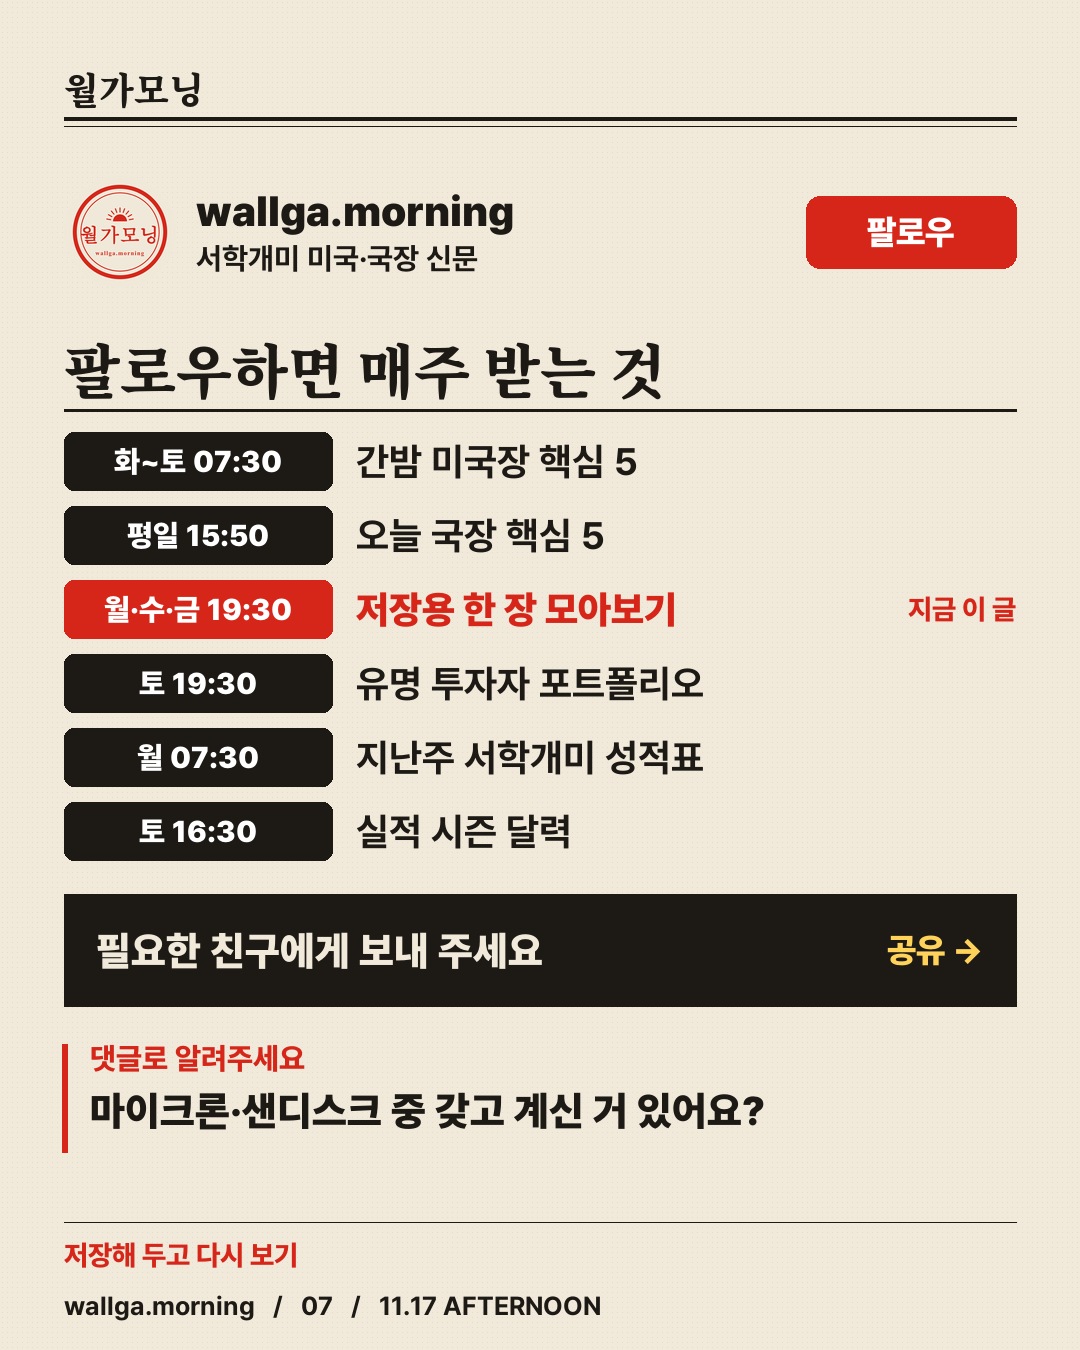 월가모닝
월가모닝
wallga.morning
wallga.morning
서학개미 미국·국장 신문
팔로우
팔로우하면 매주 받는 것
화~토 07:30 간밤 미국장 핵심 5
평일 15:50 오늘 국장 핵심 5
월·수·금 19:30 저장용 한 장 모아보기 지금 이 글
토 19:30 유명 투자자 포트폴리오
월 07:30 지난주 서학개미 성적표
토 16:30 실적 시즌 달력
필요한 친구에게 보내 주세요 공유 →
댓글로 알려주세요
마이크론·샌디스크 중 갖고 계신 거 있어요?
저장해 두고 다시 보기
wallga.morning / 07 / 11.17 AFTERNOON